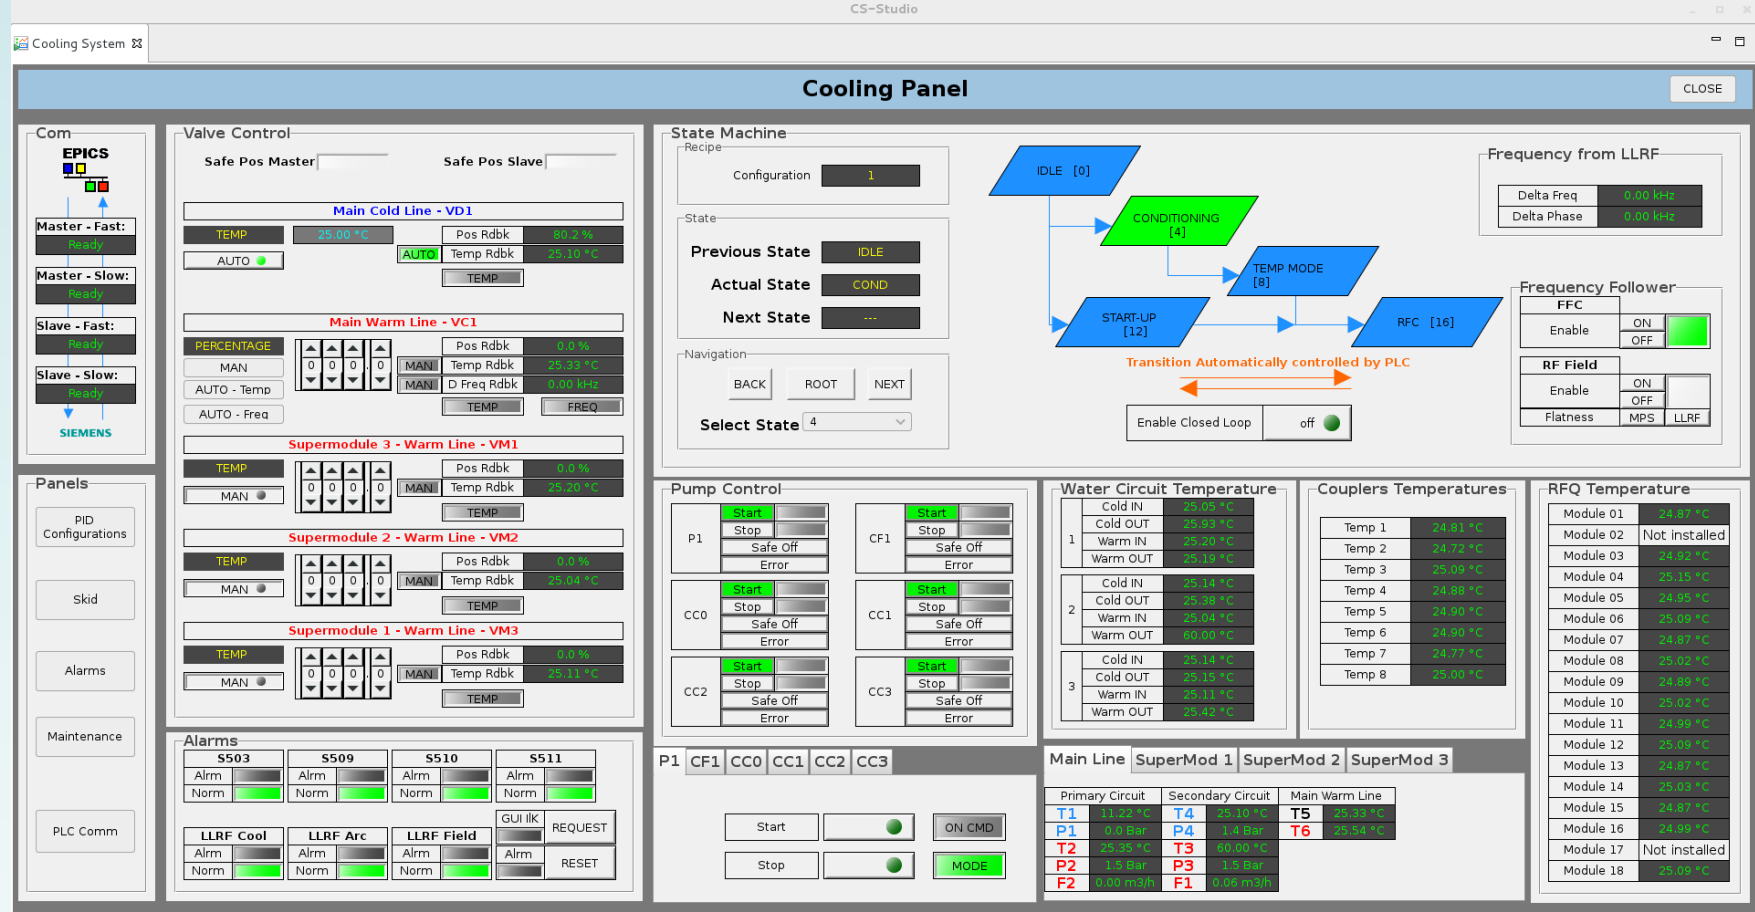 CS-Studio
Cooling System
Cooling Panel
CLOSE
Com
EPICS
Master - Fast:
Ready
Master - Slow:
Ready
Slave - Fast:
Ready
Slave - Slow:
Ready
SIEMENS
Panels
PID
Configurations
Skid
Alarms
Maintenance
PLC Comm
Valve Control
Safe Pos Master
Safe Pos Slave
Main Cold Line - VD1
TEMP 25.00 °C Pos Rdbk 80.2 %
AUTO AUTO Temp Rdbk 25.10 °C
TEMP
Main Warm Line - VC1
PERCENTAGE Pos Rdbk 0.0 %
MAN 0 0 0 . 0 MAN Temp Rdbk 25.33 °C
AUTO - Temp MAN D Freq Rdbk 0.00 kHz
AUTO - Freq TEMP FREQ
Supermodule 3 - Warm Line - VM1
TEMP Pos Rdbk 0.0 %
MAN 0 0 0 . 0 MAN Temp Rdbk 25.20 °C
TEMP
Supermodule 2 - Warm Line - VM2
TEMP Pos Rdbk 0.0 %
MAN 0 0 0 . 0 MAN Temp Rdbk 25.04 °C
TEMP
Supermodule 1 - Warm Line - VM3
TEMP Pos Rdbk 0.0 %
MAN 0 0 0 . 0 MAN Temp Rdbk 25.11 °C
TEMP
Alarms
S503 S509 S510 S511
Alrm Alrm Alrm Alrm
Norm Norm Norm Norm
LLRF Cool LLRF Arc LLRF Field
Alrm Alrm Alrm
Norm Norm Norm
GUI IlK REQUEST
Alrm RESET
State Machine
Recipe
Configuration 1
State
Previous State IDLE
Actual State COND
Next State ---
Navigation
BACK ROOT NEXT
Select State 4
IDLE [0]
CONDITIONING
[4]
TEMP MODE
[8]
START-UP
[12]
RFC [16]
Transition Automatically controlled by PLC
Enable Closed Loop off
Frequency from LLRF
Delta Freq 0.00 kHz
Delta Phase 0.00 kHz
Frequency Follower
FFC
Enable ON
OFF
RF Field
Enable ON
OFF
Flatness MPS LLRF
Pump Control
P1 Start Stop Safe Off Error
CF1 Start Stop Safe Off Error
CC0 Start Stop Safe Off Error
CC1 Start Stop Safe Off Error
CC2 Start Stop Safe Off Error
CC3 Start Stop Safe Off Error
P1 CF1 CC0 CC1 CC2 CC3
Start ON CMD
Stop MODE
Water Circuit Temperature
1
Cold IN 25.05 °C
Cold OUT 25.93 °C
Warm IN 25.20 °C
Warm OUT 25.19 °C
2
Cold IN 25.14 °C
Cold OUT 25.38 °C
Warm IN 25.04 °C
Warm OUT 60.00 °C
3
Cold IN 25.14 °C
Cold OUT 25.15 °C
Warm IN 25.11 °C
Warm OUT 25.42 °C
Couplers Temperatures
Temp 1 24.81 °C
Temp 2 24.72 °C
Temp 3 25.09 °C
Temp 4 24.88 °C
Temp 5 24.90 °C
Temp 6 24.90 °C
Temp 7 24.77 °C
Temp 8 25.00 °C
Main Line SuperMod 1 SuperMod 2 SuperMod 3
Primary Circuit Secondary Circuit Main Warm Line
T1 11.22 °C T4 25.10 °C T5 25.33 °C
P1 0.0 Bar P4 1.4 Bar T6 25.54 °C
T2 25.35 °C T3 60.00 °C
P2 1.5 Bar P3 1.5 Bar
F2 0.00 m3/h F1 0.06 m3/h
RFQ Temperature
Module 01 24.87 °C
Module 02 Not installed
Module 03 24.92 °C
Module 04 25.15 °C
Module 05 24.95 °C
Module 06 25.09 °C
Module 07 24.87 °C
Module 08 25.02 °C
Module 09 24.89 °C
Module 10 25.02 °C
Module 11 24.99 °C
Module 12 25.09 °C
Module 13 24.87 °C
Module 14 25.03 °C
Module 15 24.87 °C
Module 16 24.99 °C
Module 17 Not installed
Module 18 25.09 °C